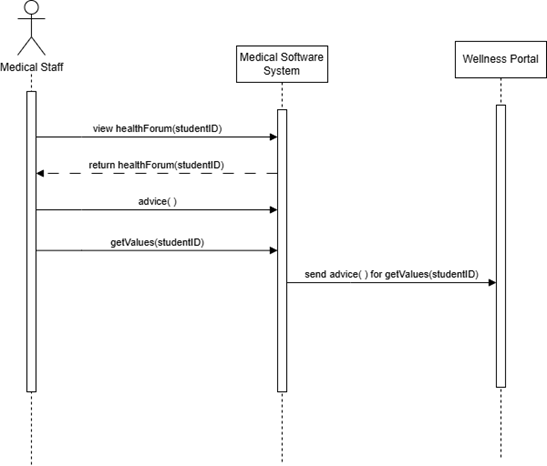 Medical Staff
Medical Software
System
Wellness Portal
view healthForum(studentID)
return healthForum(studentID)
advice( )
getValues(studentID)
send advice( ) for getValues(studentID)